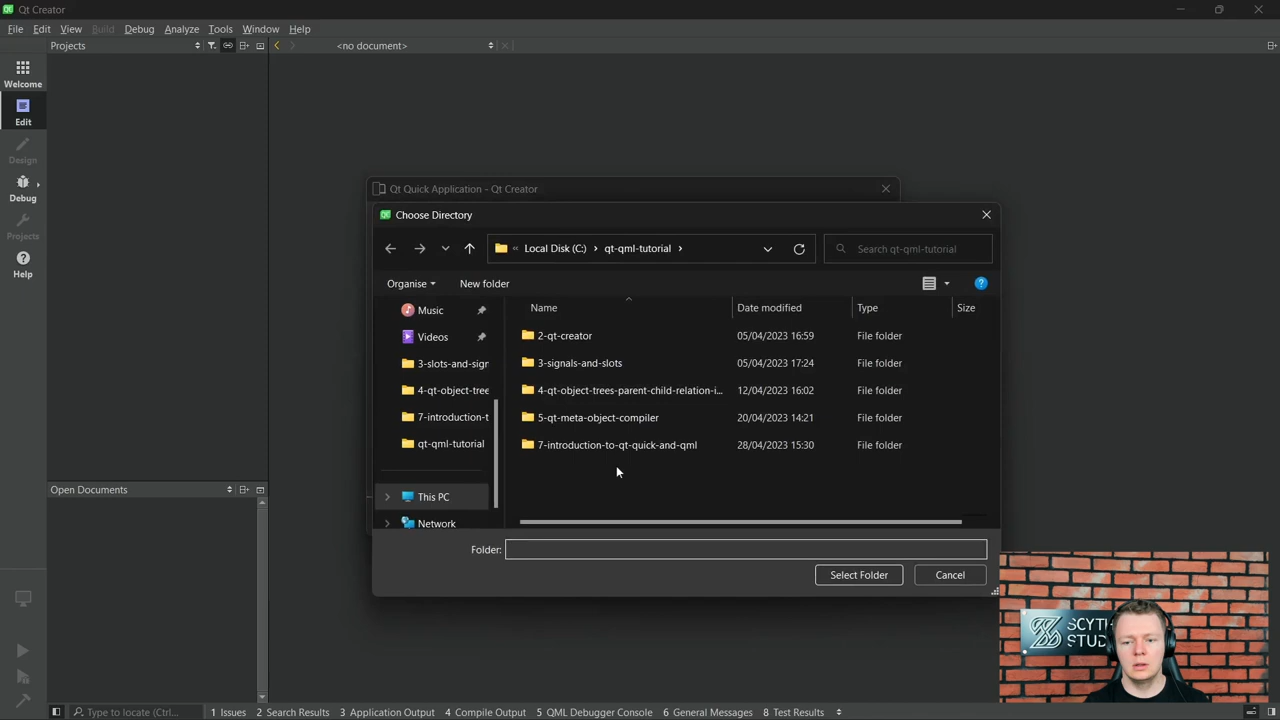 Qt Creator
File Edit View Build Debug Analyze Tools Window Help
Projects
<no document>
Welcome
Edit
Design
Debug
Projects
Help
Qt Quick Application - Qt Creator
Choose Directory
« Local Disk (C:) › qt-qml-tutorial ›
Search qt-qml-tutorial
Organise
New folder
Name Date modified Type Size
Music
Videos
3-slots-and-sign
4-qt-object-tree
7-introduction-t
qt-qml-tutorial
This PC
Network
2-qt-creator 05/04/2023 16:59 File folder
3-signals-and-slots 05/04/2023 17:24 File folder
4-qt-object-trees-parent-child-relation-i... 12/04/2023 16:02 File folder
5-qt-meta-object-compiler 20/04/2023 14:21 File folder
7-introduction-to-qt-quick-and-qml 28/04/2023 15:30 File folder
Folder:
Select Folder
Cancel
Open Documents
Type to locate (Ctrl...
1 Issues 2 Search Results 3 Application Output 4 Compile Output 5 QML Debugger Console 6 General Messages 8 Test Results